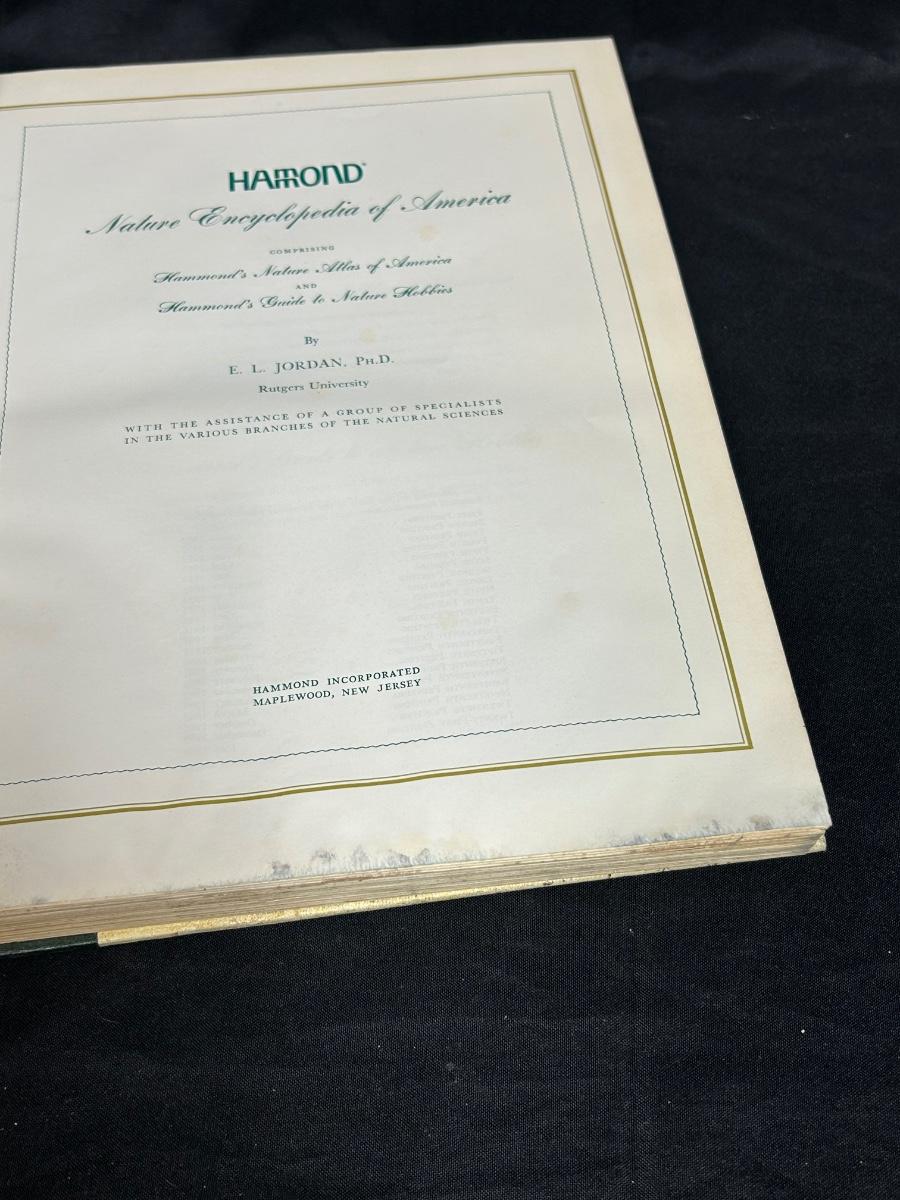 HAMMOND®
Nature Encyclopedia of America
COMPRISING
Hammond's Nature Atlas of America
AND
Hammond's Guide to Nature Hobbies
By
E. L. JORDAN, PH.D.
Rutgers University
WITH THE ASSISTANCE OF A GROUP OF SPECIALISTS
IN THE VARIOUS BRANCHES OF THE NATURAL SCIENCES
HAMMOND INCORPORATED
MAPLEWOOD, NEW JERSEY